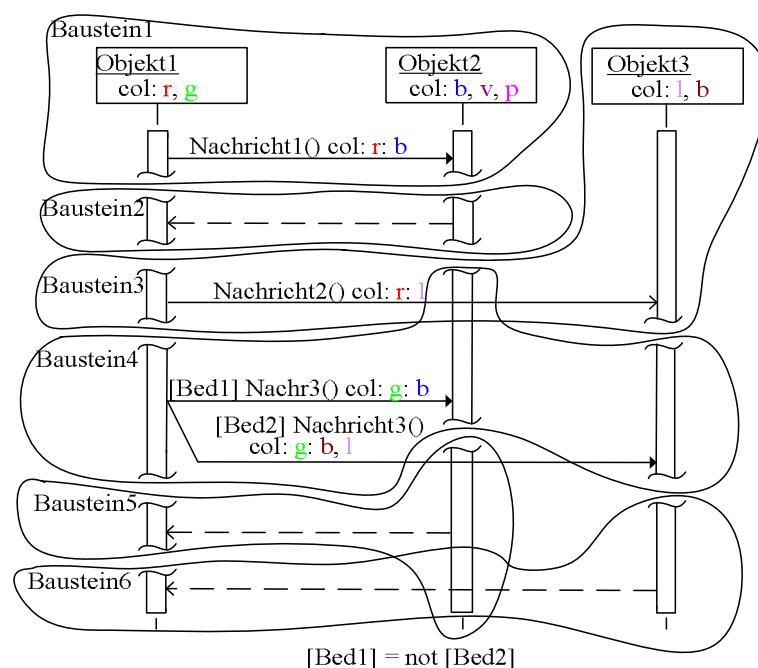 Baustein1
Objekt1
col: r, g
Objekt2
col: b, v, p
Objekt3
col: l, b
Nachricht1() col: r: b
Baustein2
Baustein3
Nachricht2() col: r: l
Baustein4
[Bed1] Nachr3() col: g: b
[Bed2] Nachricht3()
col: g: b, l
Baustein5
Baustein6
[Bed1] = not [Bed2]